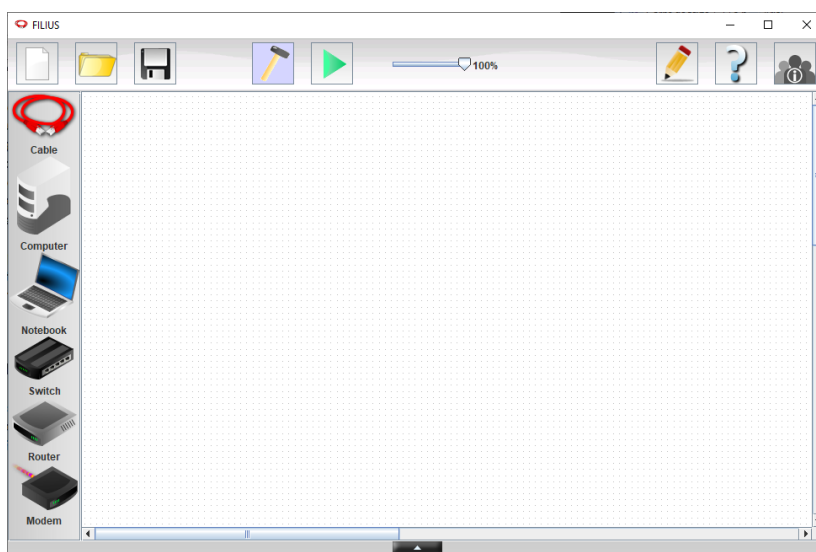 FILIUS
100%
Cable
Computer
Notebook
Switch
Router
Modem